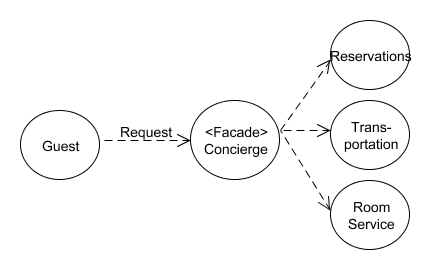 Reservations
Request
<Facade>
Concierge
Guest
Trans-
portation
Room
Service